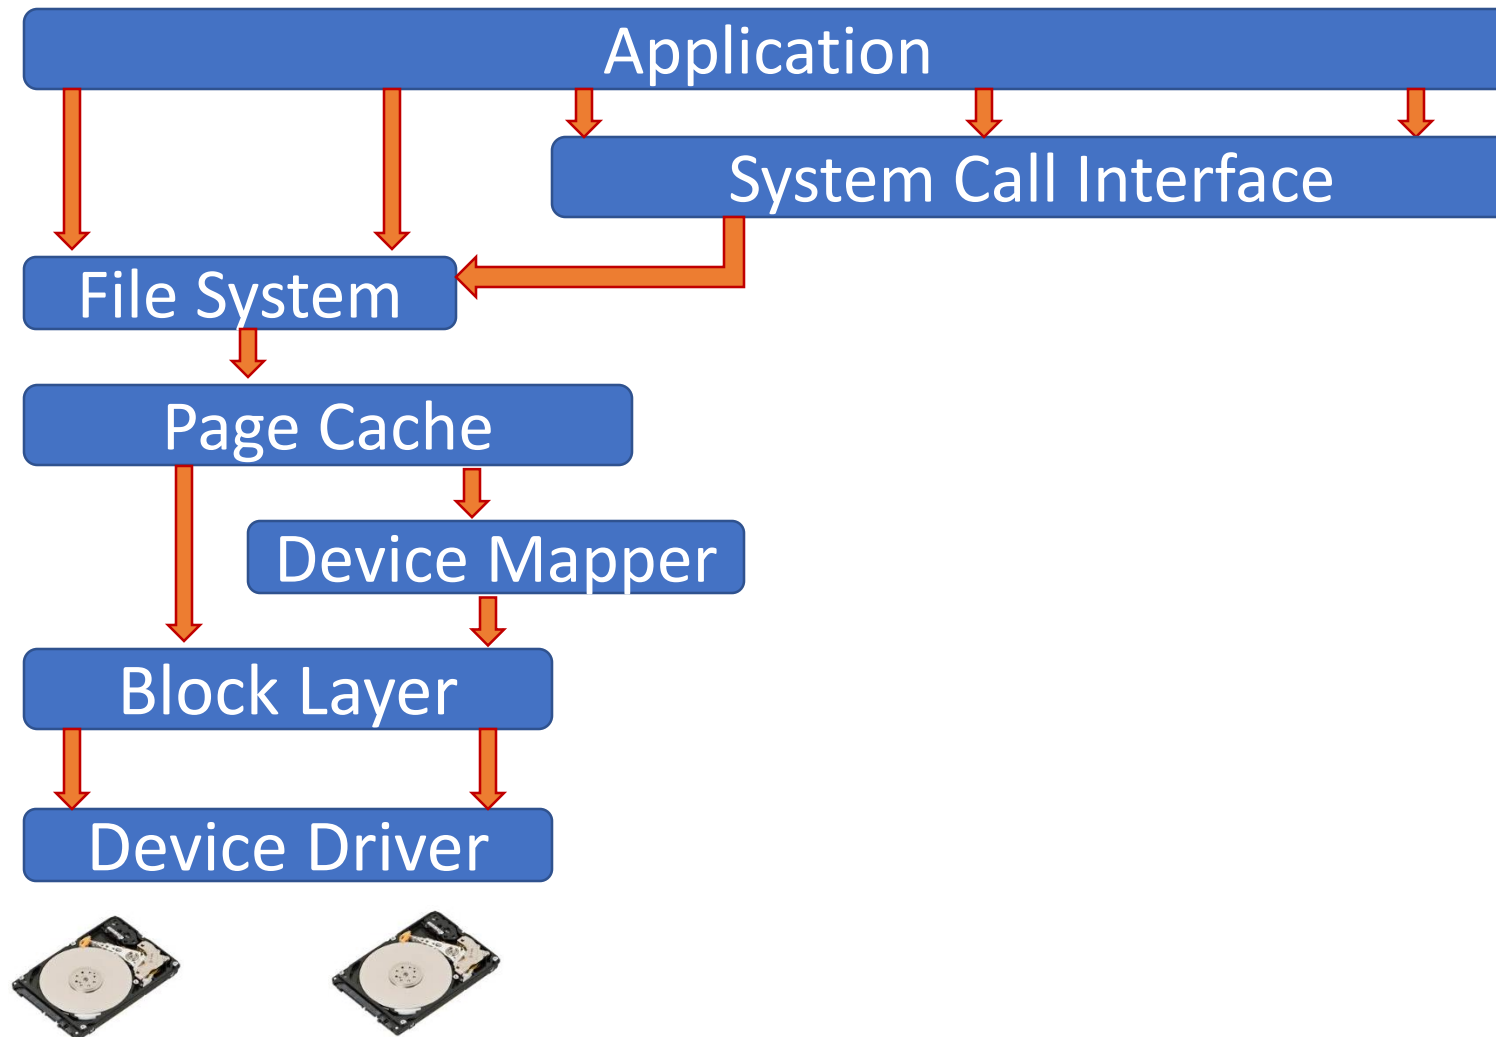 Application
System Call Interface
File System
Page Cache
Device Mapper
Block Layer
Device Driver